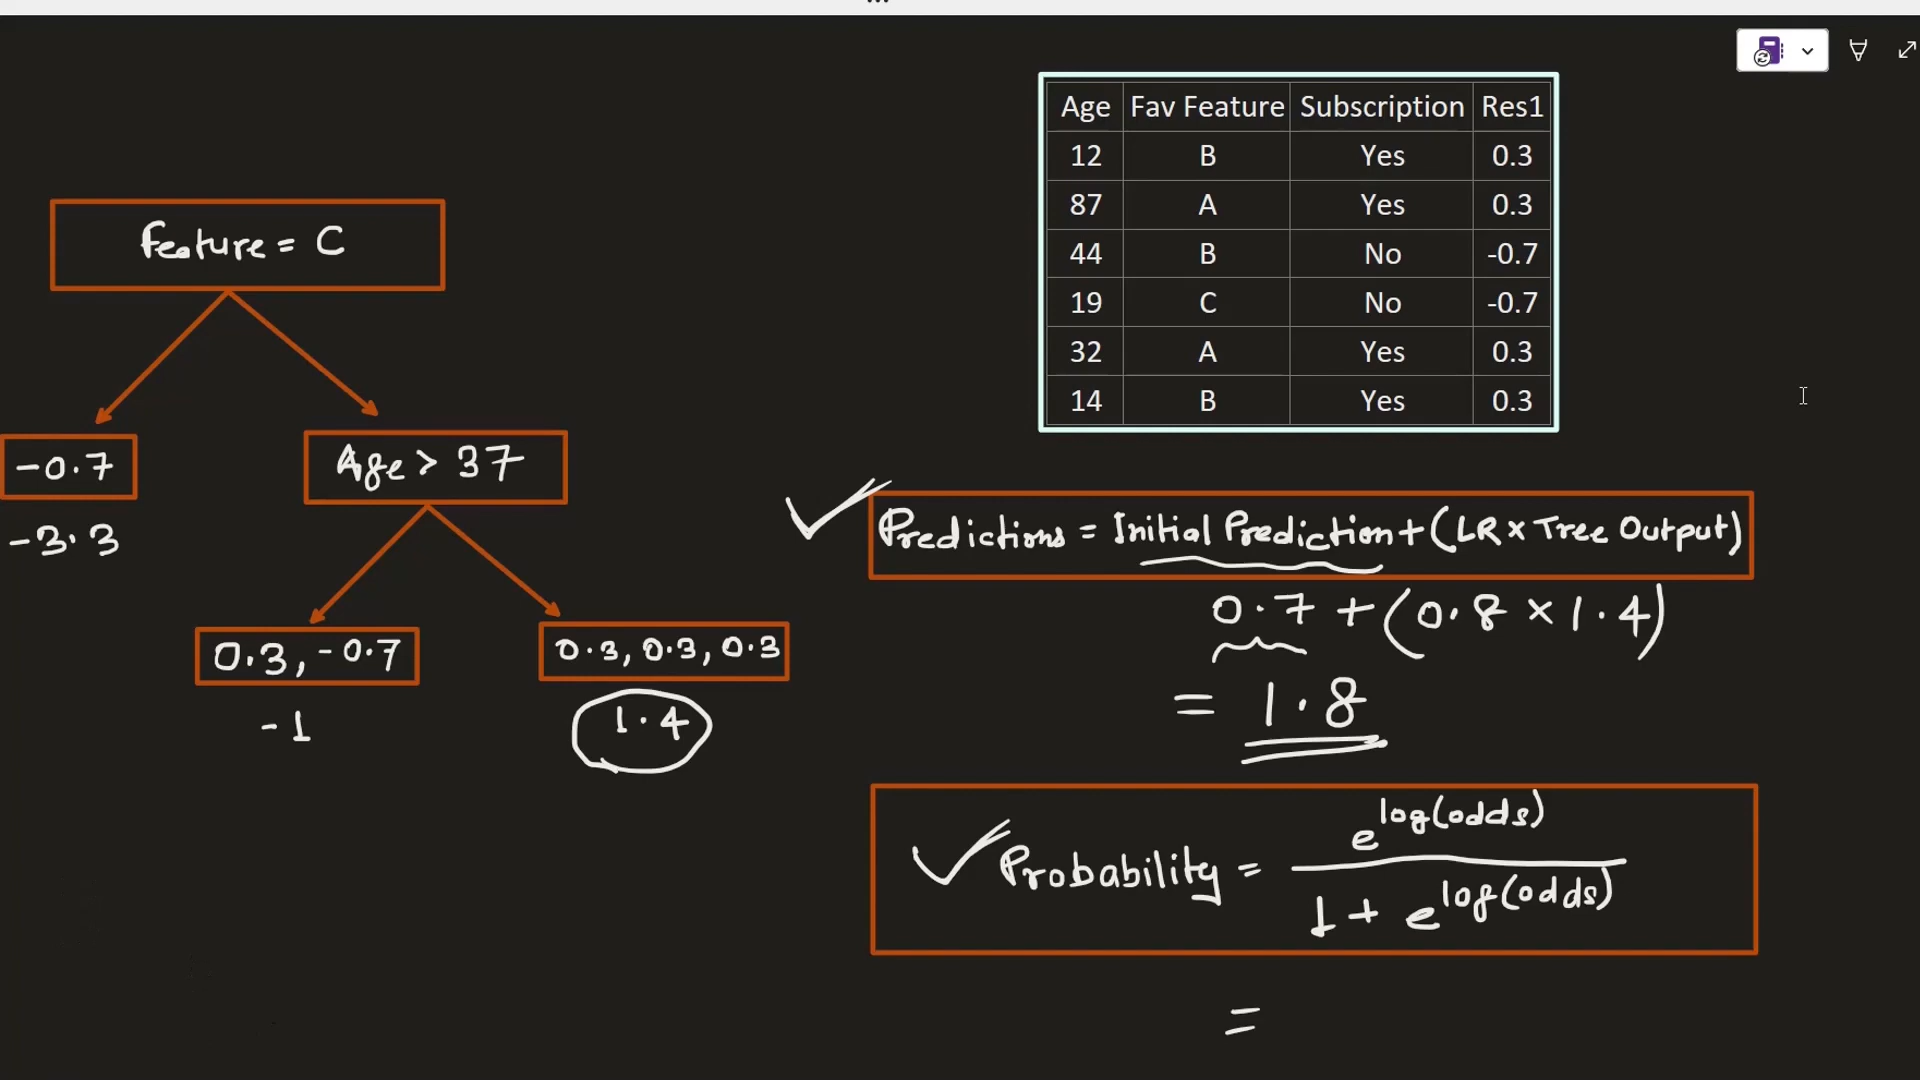 Feature = C
-0.7
-3.3
Age > 37
0.3, -0.7
-1
0.3, 0.3, 0.3
1.4
Age Fav Feature Subscription Res1
12 B Yes 0.3
87 A Yes 0.3
44 B No -0.7
19 C No -0.7
32 A Yes 0.3
14 B Yes 0.3
Predictions = Initial Prediction + (LR x Tree Output)
0.7 + (0.8 x 1.4)
= 1.8
Probability = e^log(odds) / 1 + e^log(odds)
=